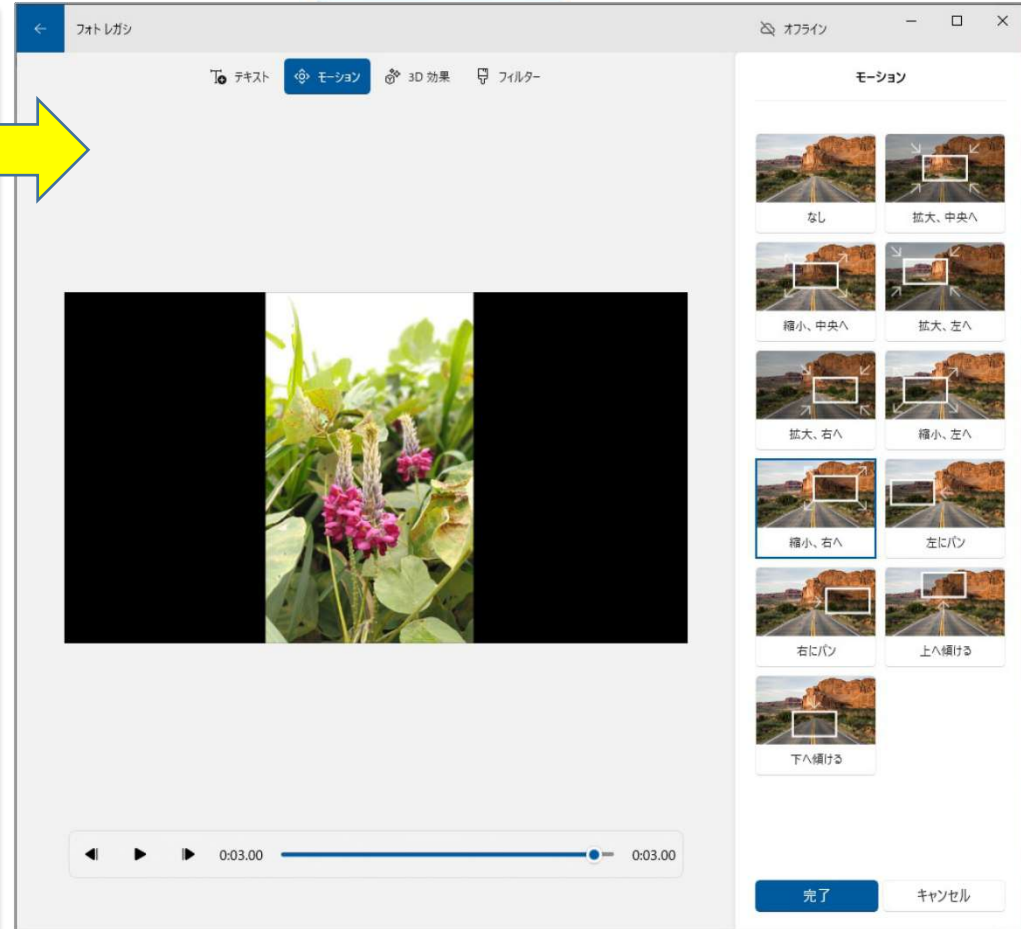 フォト レガシ
オフライン
テキスト モーション 3D 効果 フィルター
モーション
なし 拡大、中央へ
縮小、中央へ 拡大、左へ
拡大、右へ 縮小、左へ
縮小、右へ 左にパン
右にパン 上へ傾ける
下へ傾ける
0:03.00 0:03.00
完了 キャンセル